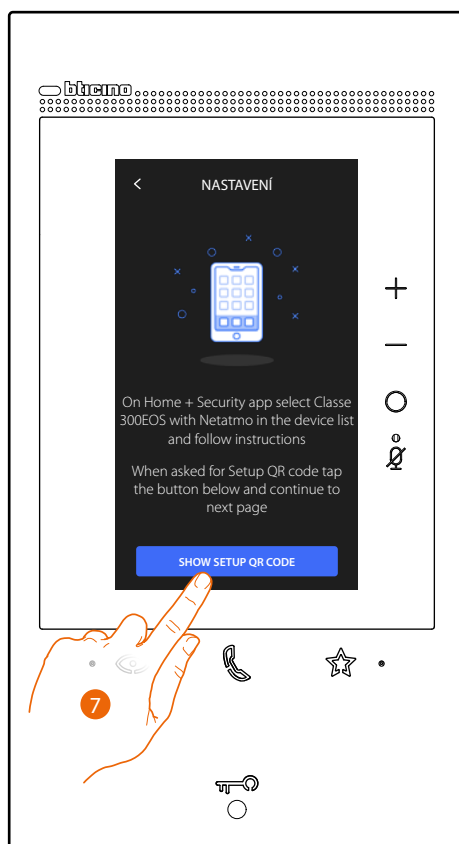 bticino
NASTAVENÍ
On Home + Security app select Classe
300EOS with Netatmo in the device list
and follow instructions
When asked for Setup QR code tap
the button below and continue to
next page
SHOW SETUP QR CODE
7